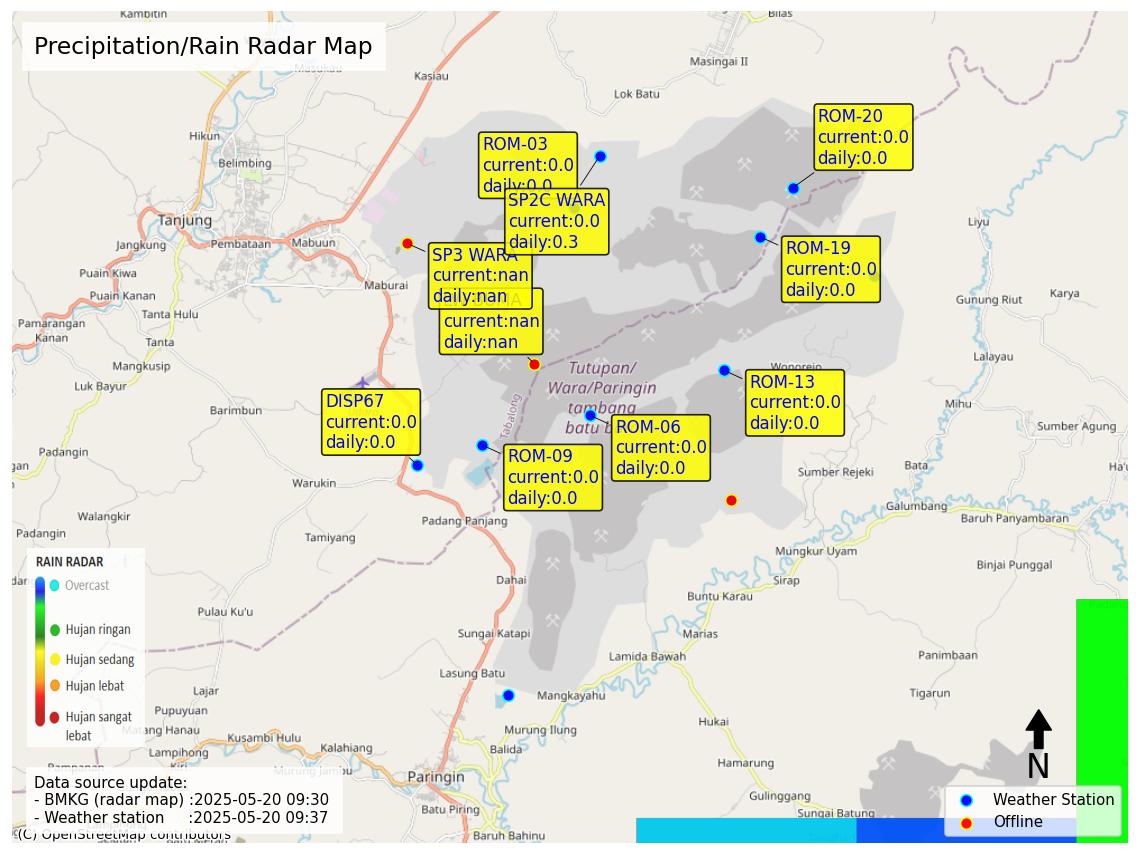 Kambitin
Bilas
Precipitation/Rain Radar Map
Masukau
Masingai II
Kasiau
Lok Batu
Hikun
Belimbing
ROM-20
current:0.0
daily:0.0
ROM-03
current:0.0
daily:0.0
SP2C WARA
current:0.0
daily:0.3
Tanjung
Liyu
Jangkung
Pembataan
Mabuun
ROM-19
current:0.0
daily:0.0
SP3 WARA
current:nan
daily:nan
Puain Kiwa
Maburai
Puain Kanan
Tanta Hulu
current:nan
daily:nan
Gunung Riut
Karya
Pamarangan
Kanan
Tanta
Mangkusip
Luk Bayur
Lalayau
Wonorejo
Tutupan/
Wara/Paringin
tambang
batu
ROM-13
current:0.0
daily:0.0
DISP67
current:0.0
daily:0.0
Barimbun
Tabalong
Mihu
ROM-06
current:0.0
daily:0.0
Sumber Agung
Padangin
ROM-09
current:0.0
daily:0.0
Warukin
Sumber Rejeki
Bata
Galumbang
Baruh Panyambaran
Walangkir
Padangin
Padang Panjang
Tamiyang
Mungkur Uyam
Binjai Punggal
RAIN RADAR
Overcast
Hujan ringan
Hujan sedang
Hujan lebat
Hujan sangat
lebat
Dahai
Sirap
Buntu Karau
Pulau Ku'u
Sungai Katapi
Marias
Lamida Bawah
Panimbaan
Lasung Batu
Lajar
Mangkayahu
Tigarun
Pupuyuan
Matang Hanau
Kusambi Hulu
Murung Ilung
Hukai
Lampihong
Kiri
Kalahiang
Balida
Hamarung
N
Murung Jambu
Paringin
Data source update:
- BMKG (radar map) :2025-05-20 09:30
- Weather station :2025-05-20 09:37
Gulinggang
Batu Piring
Sungai Batung
Weather Station
Offline
(C) OpenStreetMap contributors
Baruh Bahinu